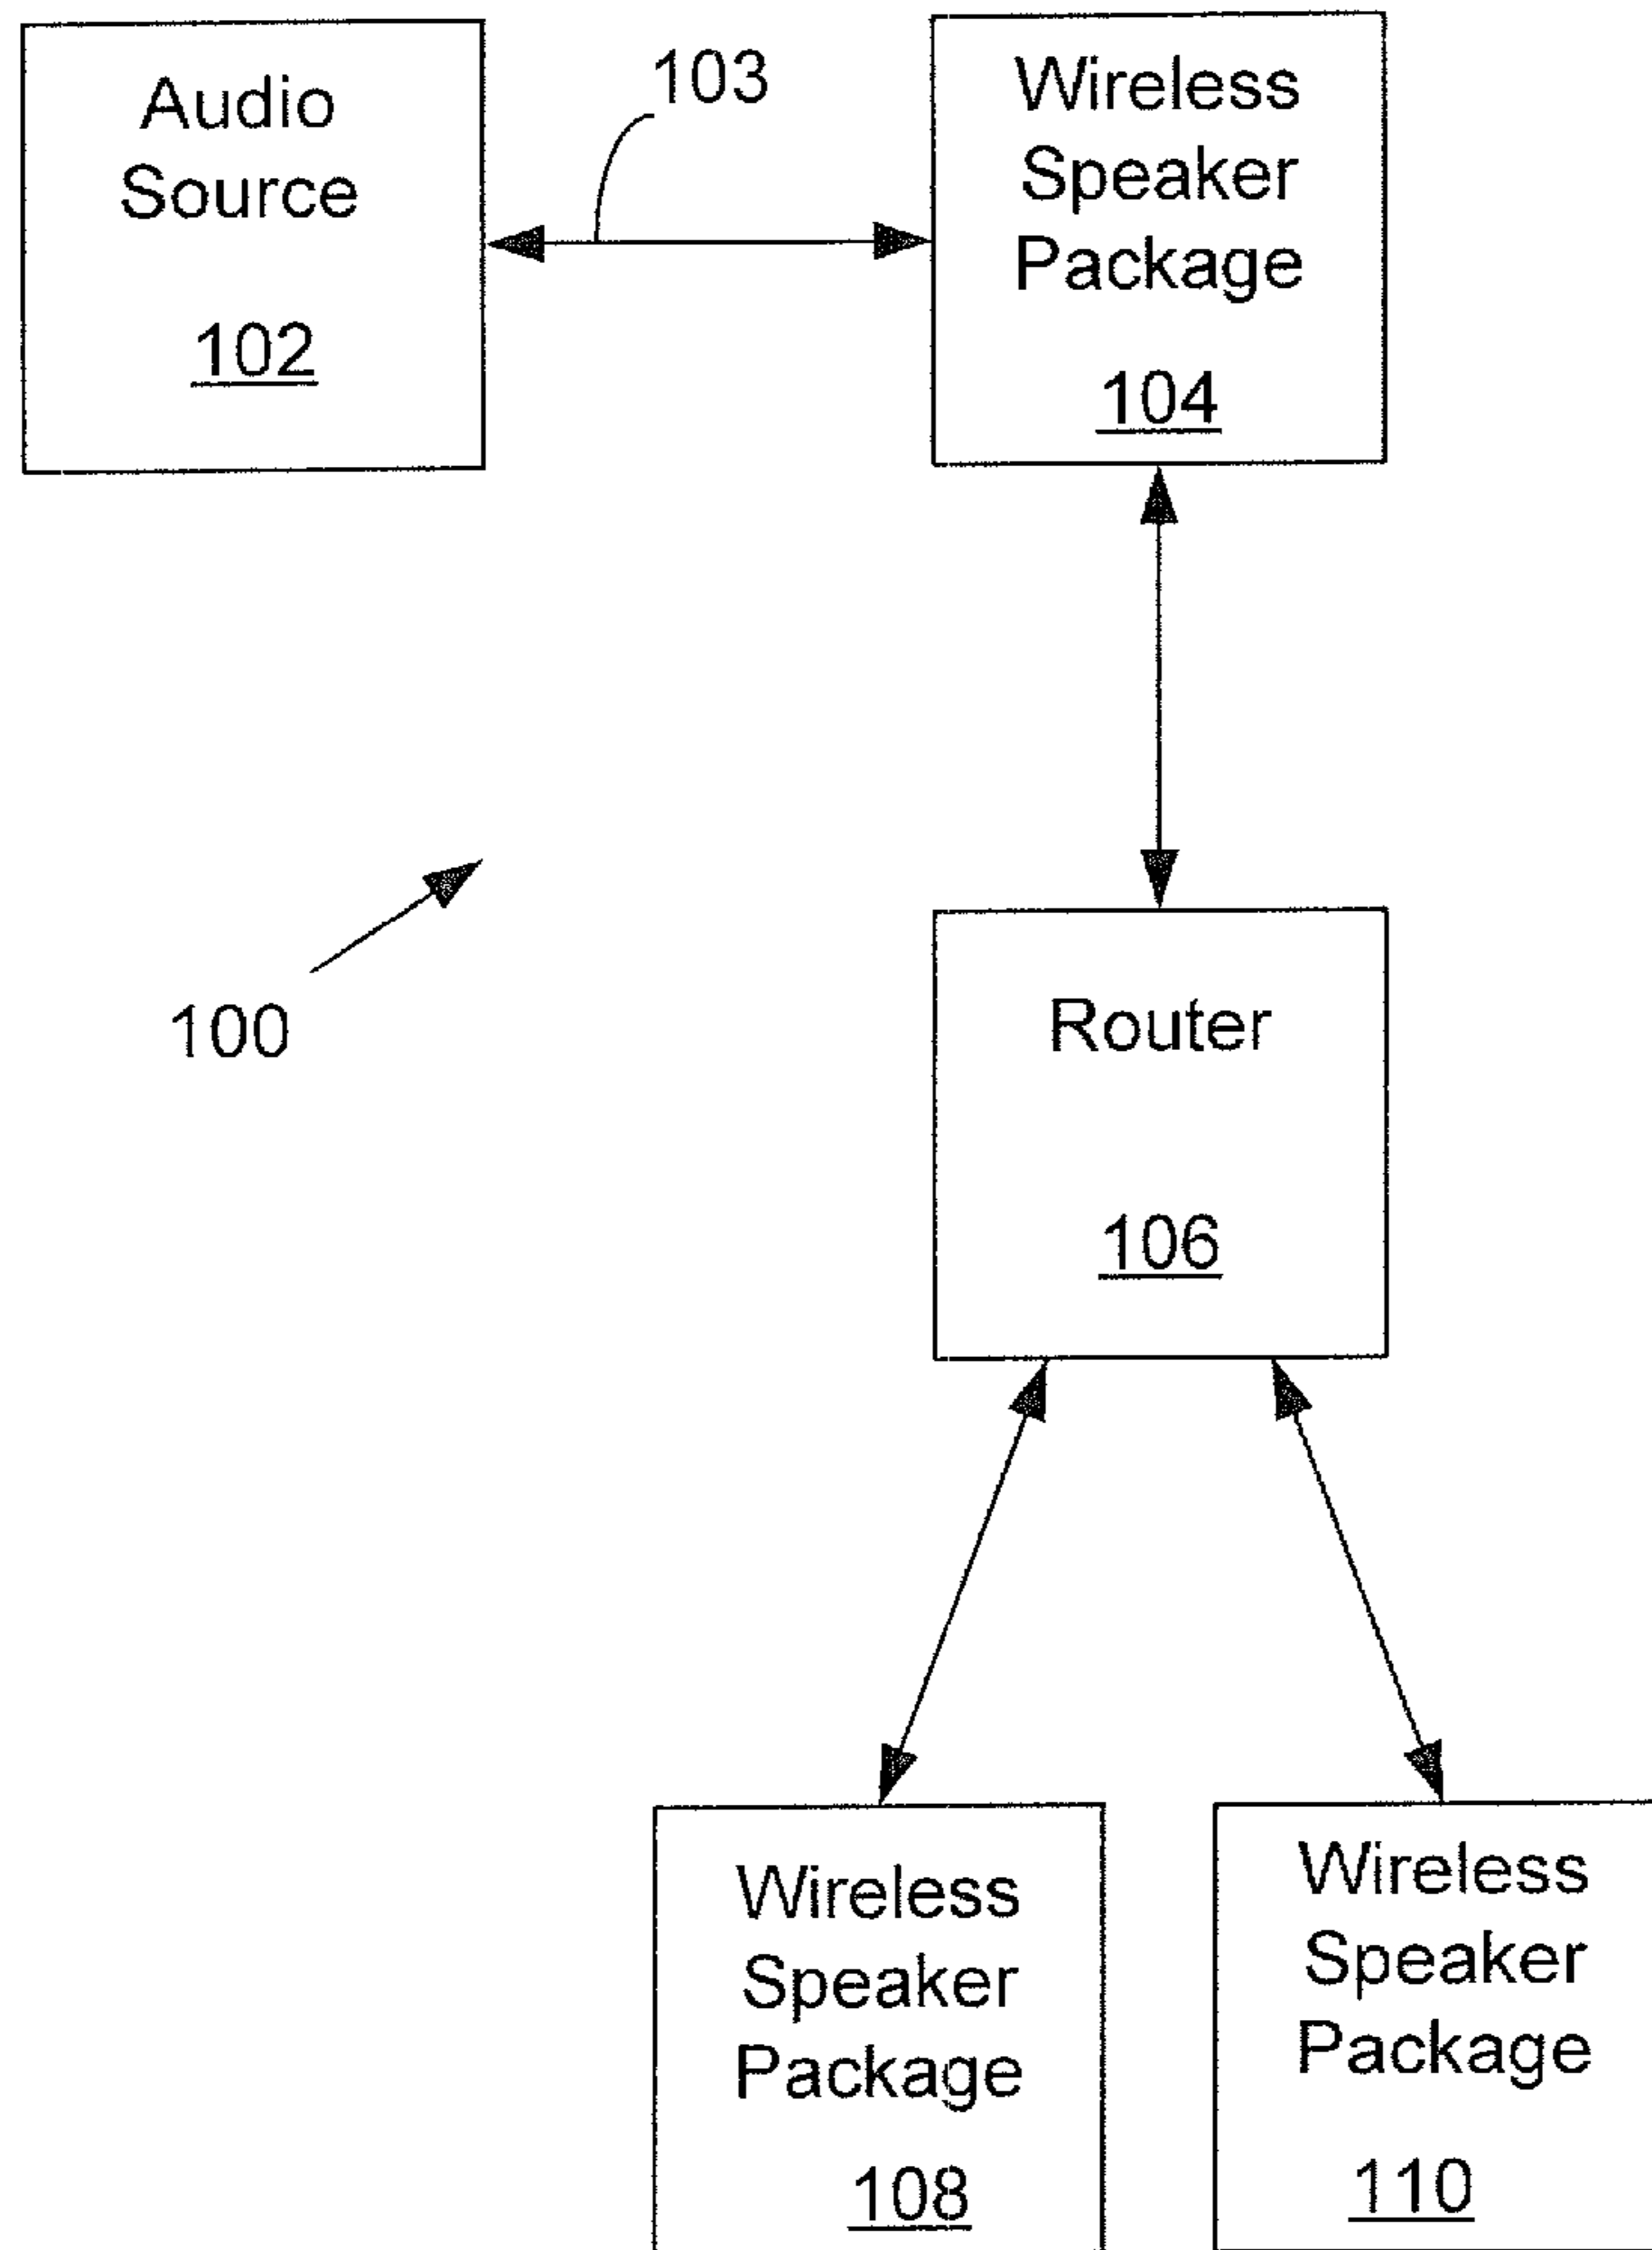 Audio
Source
102
103
Wireless
Speaker
Package
104
100
Router
106
Wireless
Speaker
Package
108
Wireless
Speaker
Package
110